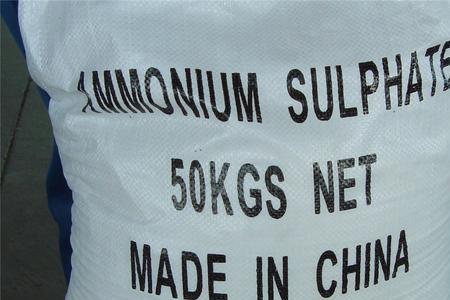 AMMONIUM SULPHATE
50KGS NET
MADE IN CHINA